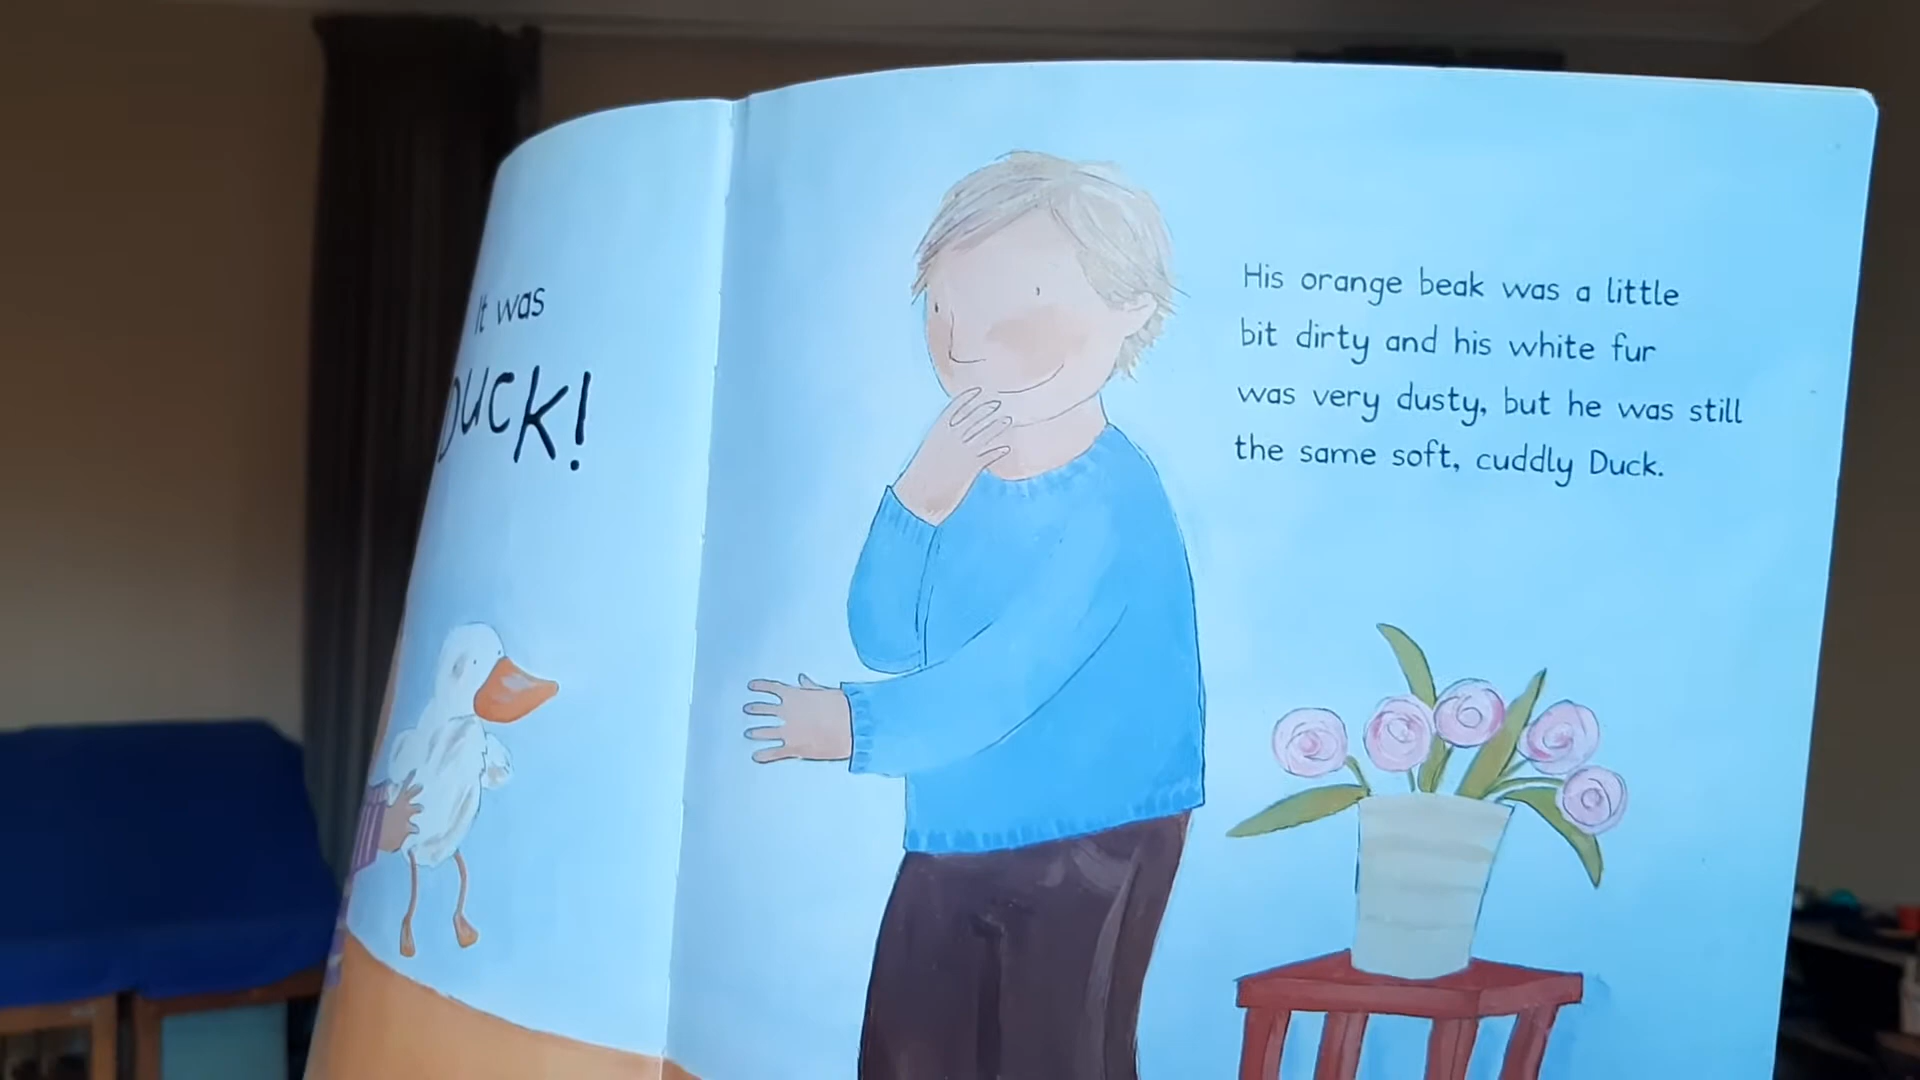 It was
DUCK!
His orange beak was a little
bit dirty and his white fur
was very dusty, but he was still
the same soft, cuddly Duck.